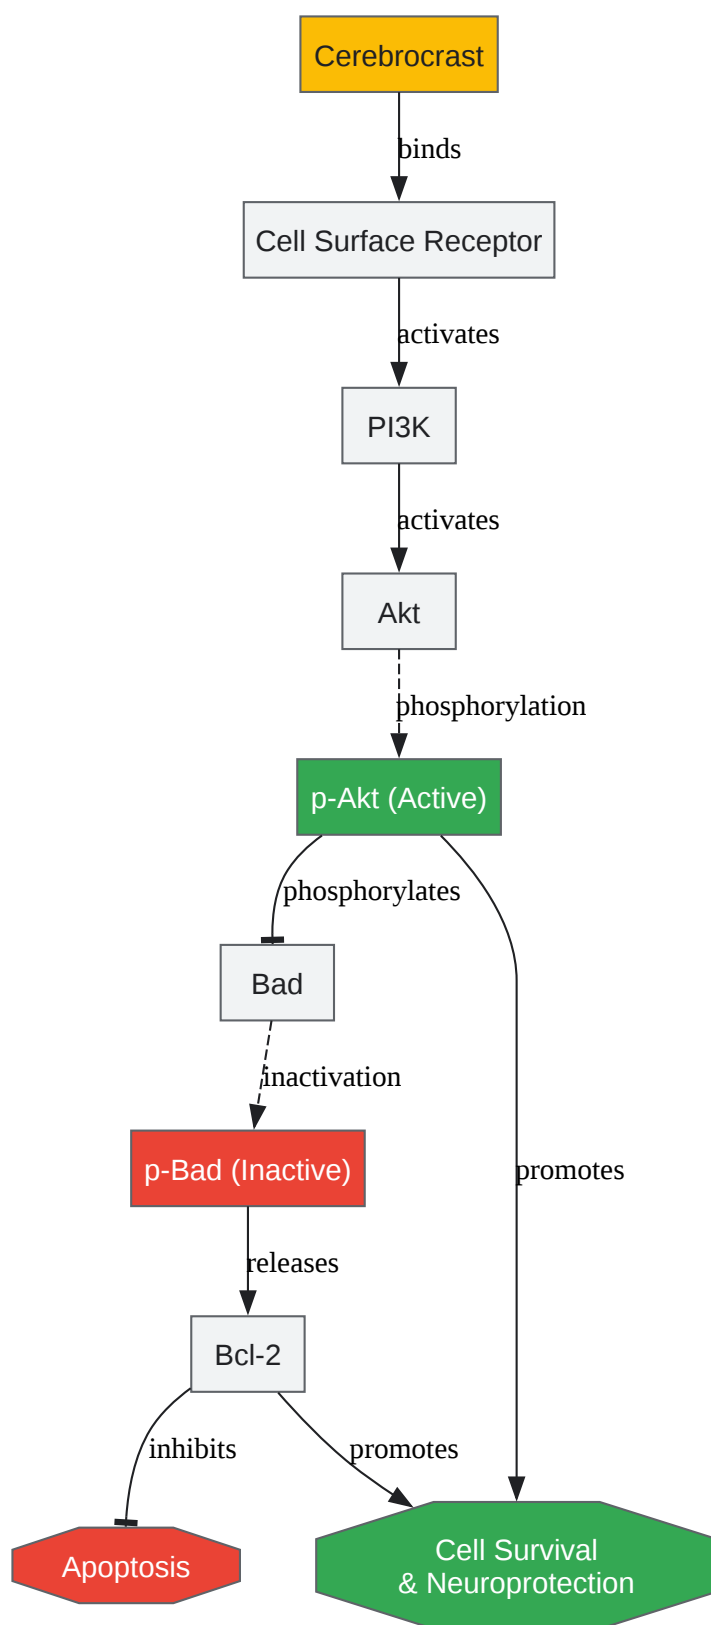 Cerebrocrast
binds
Cell Surface Receptor
activates
PI3K
activates
Akt
phosphorylation
p-Akt (Active)
phosphorylates
Bad
inactivation
p-Bad (Inactive)
promotes
releases
Bcl-2
inhibits
promotes
Apoptosis
Cell Survival
& Neuroprotection